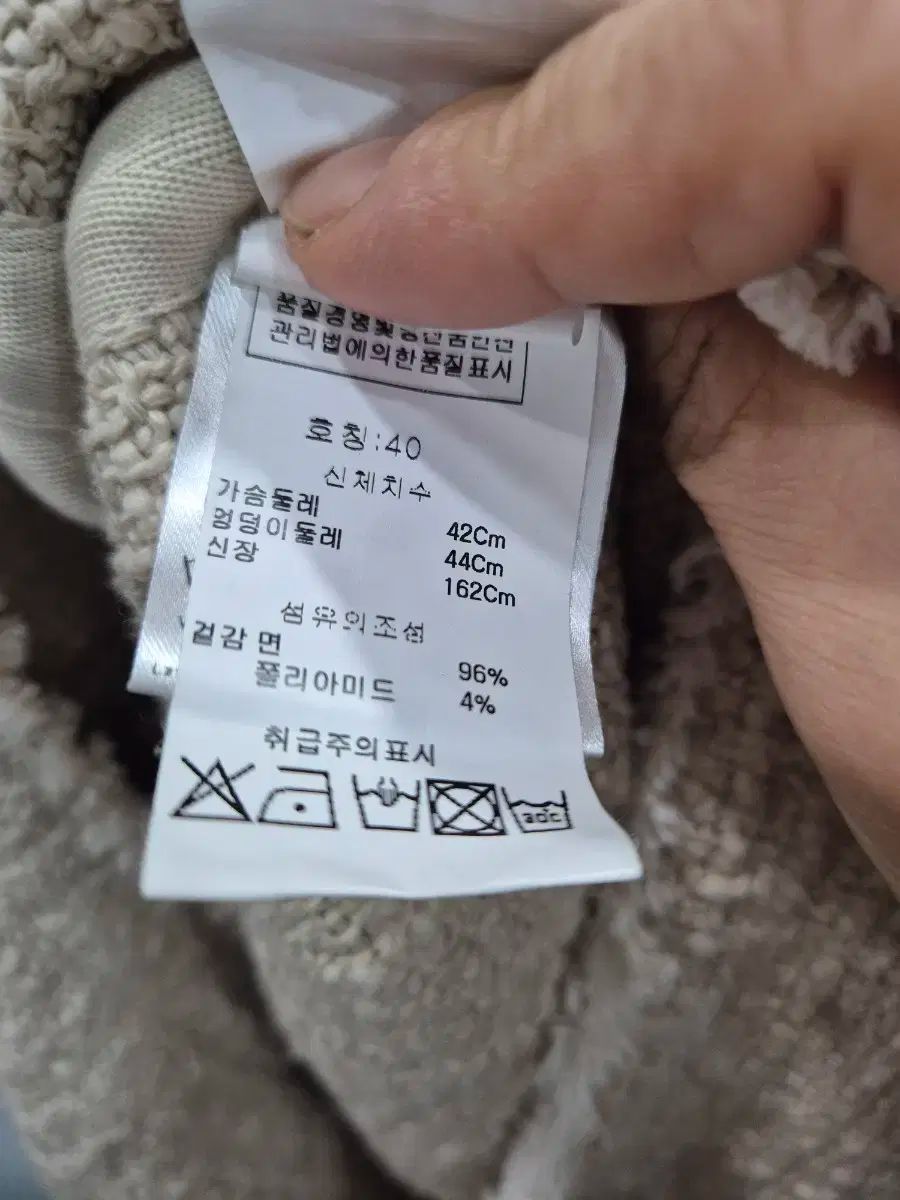 관리법에의한품질표시
호칭:40
신체치수
가슴둘레 42Cm
엉덩이둘레 44Cm
신장 162Cm
섬유의조성
겉감 면 96%
폴리아미드 4%
취급주의표시
30℃